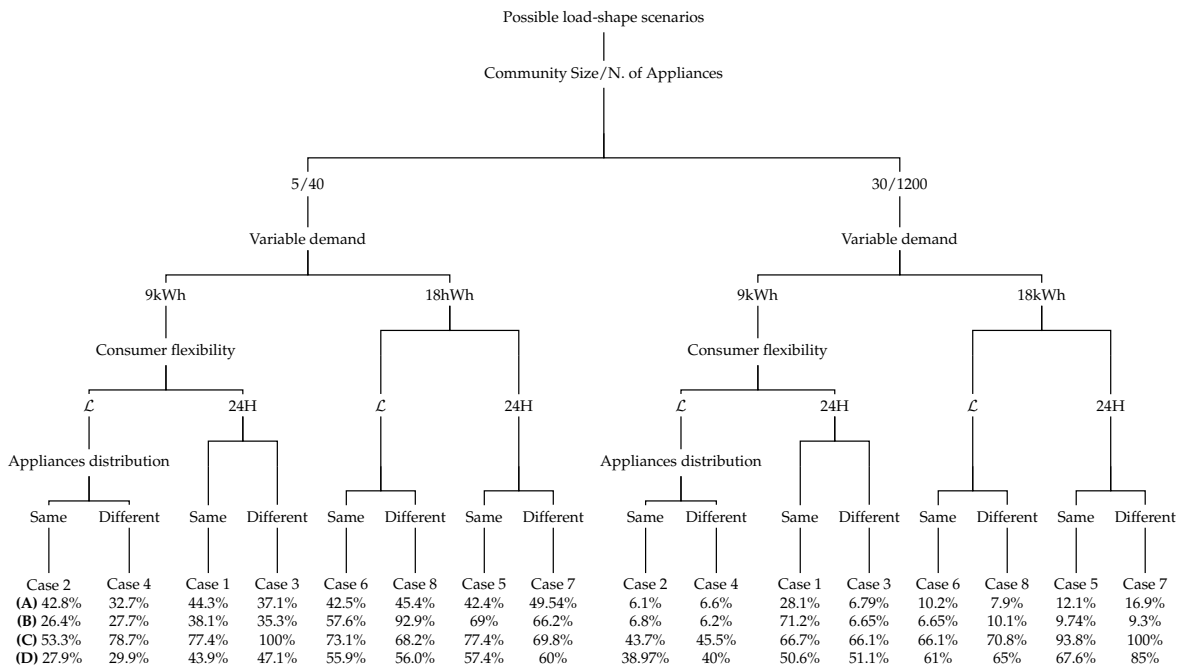 Possible load-shape scenarios
Community Size/N. of Appliances
5/40 30/1200
Variable demand Variable demand
9kWh 18hWh 9kWh 18kWh
Consumer flexibility Consumer flexibility
ℒ 24H ℒ 24H ℒ 24H ℒ 24H
Appliances distribution Appliances distribution
Same Different Same Different Same Different Same Different Same Different Same Different Same Different Same Different
Case 2 Case 4 Case 1 Case 3 Case 6 Case 8 Case 5 Case 7 Case 2 Case 4 Case 1 Case 3 Case 6 Case 8 Case 5 Case 7
(A) 42.8% 32.7% 44.3% 37.1% 42.5% 45.4% 42.4% 49.54% 6.1% 6.6% 28.1% 6.79% 10.2% 7.9% 12.1% 16.9%
(B) 26.4% 27.7% 38.1% 35.3% 57.6% 92.9% 69% 66.2% 6.8% 6.2% 71.2% 6.65% 6.65% 10.1% 9.74% 9.3%
(C) 53.3% 78.7% 77.4% 100% 73.1% 68.2% 77.4% 69.8% 43.7% 45.5% 66.7% 66.1% 66.1% 70.8% 93.8% 100%
(D) 27.9% 29.9% 43.9% 47.1% 55.9% 56.0% 57.4% 60% 38.97% 40% 50.6% 51.1% 61% 65% 67.6% 85%